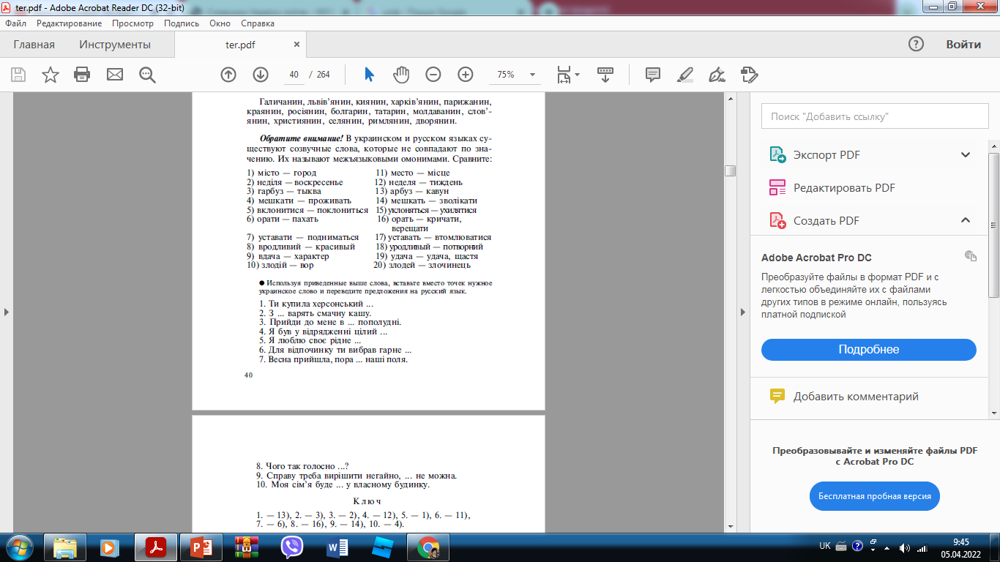 ter.pdf - Adobe Acrobat Reader DC (32-bit)
Файл Редактирование Просмотр Подпись Окно Справка
Главная Инструменты ter.pdf × Войти
40 / 264 75%
Галичанин, львів’янин, киянин, харків’янин, парижанин,
краянин, росіянин, болгарин, татарин, молдаванин, слов’-
янин, християнин, селянин, римлянин, дворянин.
Обратите внимание! В украинском и русском языках су-
ществуют созвучные слова, которые не совпадают по зна-
чению. Их называют межъязыковыми омонимами. Сравните:
1) місто — город 11) место — місце
2) неділя — воскресенье 12) неделя — тиждень
3) гарбуз — тыква 13) арбуз — кавун
4) мешкати — проживать 14) мешкать — зволікати
5) вклонитися — поклониться 15) уклоняться — ухилятися
6) орати — пахать 16) орать — кричати,
верещати
7) уставати — подниматься 17) уставать — втомлюватися
8) вродливий — красивый 18) уродливый — потворний
9) вдача — характер 19) удача — удача, щастя
10) злодій — вор 20) злодей — злочинець
● Используя приведенные выше слова, вставьте вместо точек нужное
украинское слово и переведите предложения на русский язык.
1. Ти купила херсонський ...
2. З ... варять смачну кашу.
3. Прийди до мене в ... пополудні.
4. Я був у відрядженні цілий ...
5. Я люблю своє рідне ...
6. Для відпочинку ти вибрав гарне ...
7. Весна прийшла, пора ... наші поля.
40
8. Чого так голосно ...?
9. Справу треба вирішити негайно, ... не можна.
10. Моя сім’я буде ... у власному будинку.
Ключ
1. — 13), 2. — 3), 3. — 2), 4. — 12), 5. — 1), 6. — 11),
7. — 6), 8. — 16), 9. — 14), 10. — 4).
Поиск "Добавить ссылку"
Экспорт PDF
Редактировать PDF
Создать PDF
Adobe Acrobat Pro DC
Преобразуйте файлы в формат PDF и с
легкостью объединяйте их с файлами
других типов в режиме онлайн, пользуясь
платной подпиской
Подробнее
Добавить комментарий
Преобразовывайте и изменяйте файлы PDF
с Acrobat Pro DC
Бесплатная пробная версия
UK 9:45
05.04.2022